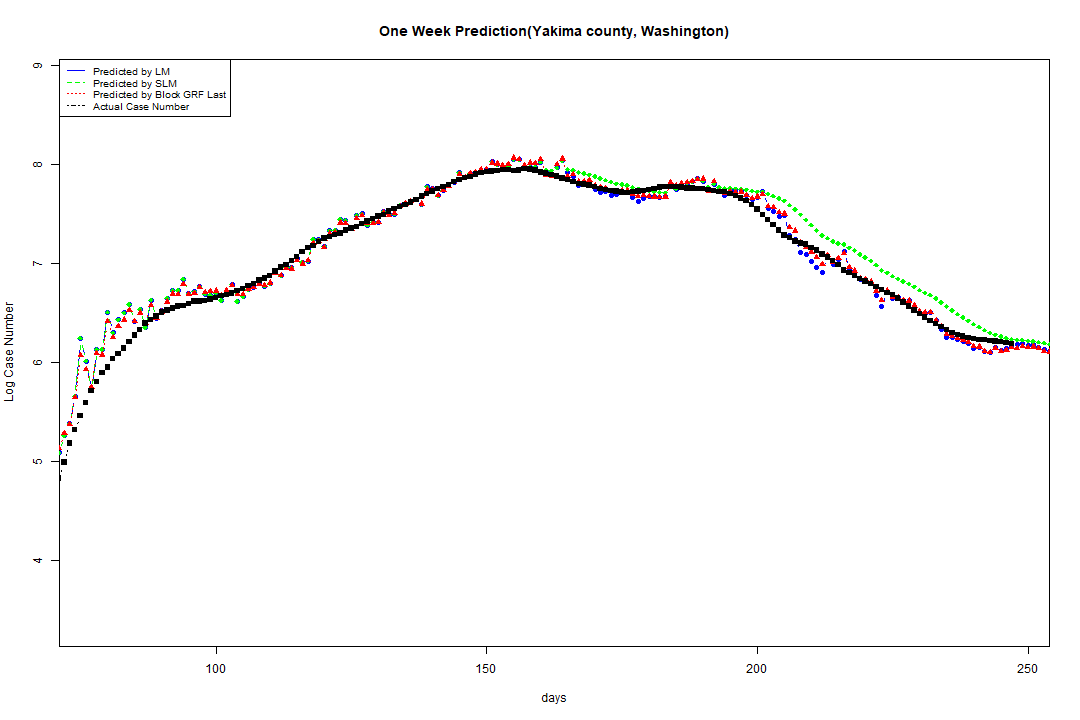 One Week Prediction(Yakima county, Washington)
Predicted by LM
Predicted by SLM
Predicted by Block GRF Last
Actual Case Number
9
8
7
6
5
4
Log Case Number
100 150 200 250
days